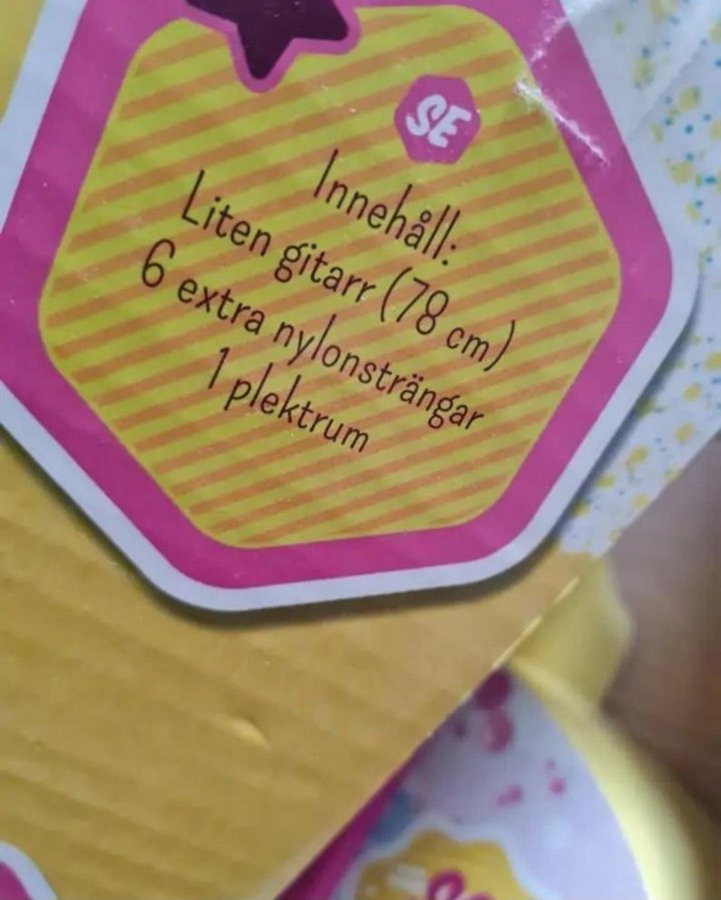 SE
Innehåll:
Liten gitarr (78 cm)
6 extra nylonsträngar
1 plektrum